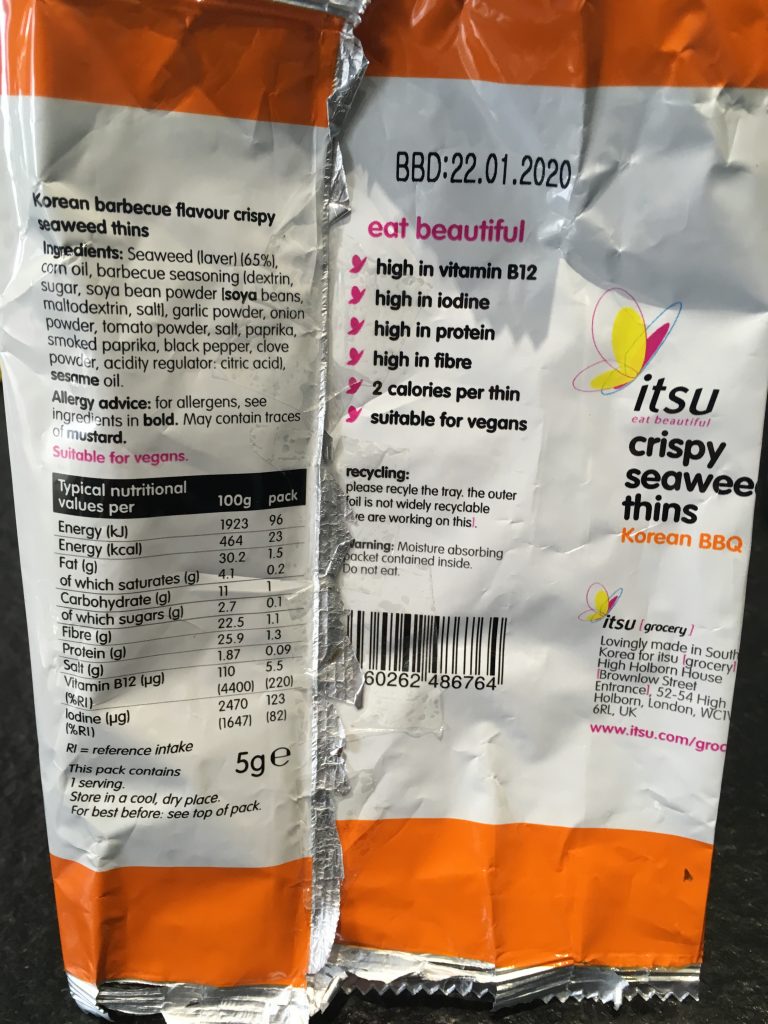 Korean barbecue flavour crispy
seaweed thins
Ingredients: Seaweed (laver) (65%),
corn oil, barbecue seasoning (dextrin,
sugar, soya bean powder [soya beans,
maltodextrin, salt], garlic powder, onion
powder, tomato powder, salt, paprika,
smoked paprika, black pepper, clove
powder, acidity regulator: citric acid),
sesame oil.
Allergy advice: for allergens, see
ingredients in bold. May contain traces
of mustard.
Suitable for vegans.
Typical nutritional
values per 100g pack
Energy (kJ) 1923 96
Energy (kcal) 464 23
Fat (g) 30.2 1.5
of which saturates (g) 4.1 0.2
Carbohydrate (g) 11 1
of which sugars (g) 2.7 0.1
Fibre (g) 22.5 1.1
Protein (g) 25.9 1.3
Salt (g) 1.87 0.09
Vitamin B12 (µg) 110 5.5
(%RI) (4400) (220)
Iodine (µg) 2470 123
(%RI) (1647) (82)
RI = reference intake
5g e
This pack contains
1 serving.
Store in a cool, dry place.
For best before: see top of pack.
BBD:22.01.2020
eat beautiful
high in vitamin B12
high in iodine
high in protein
high in fibre
2 calories per thin
suitable for vegans
recycling:
please recyle the tray. the outer
foil is not widely recyclable
we are working on this!.
Warning: Moisture absorbing
packet contained inside.
Do not eat.
60262 486764
itsu
eat beautiful
crispy
seawee
thins
Korean BBQ
itsu [grocery]
Lovingly made in South
Korea for itsu [grocery]
High Holborn House
[Brownlow Street
Entrance], 52-54 High
Holborn, London, WC1V
6RL, UK
www.itsu.com/groc